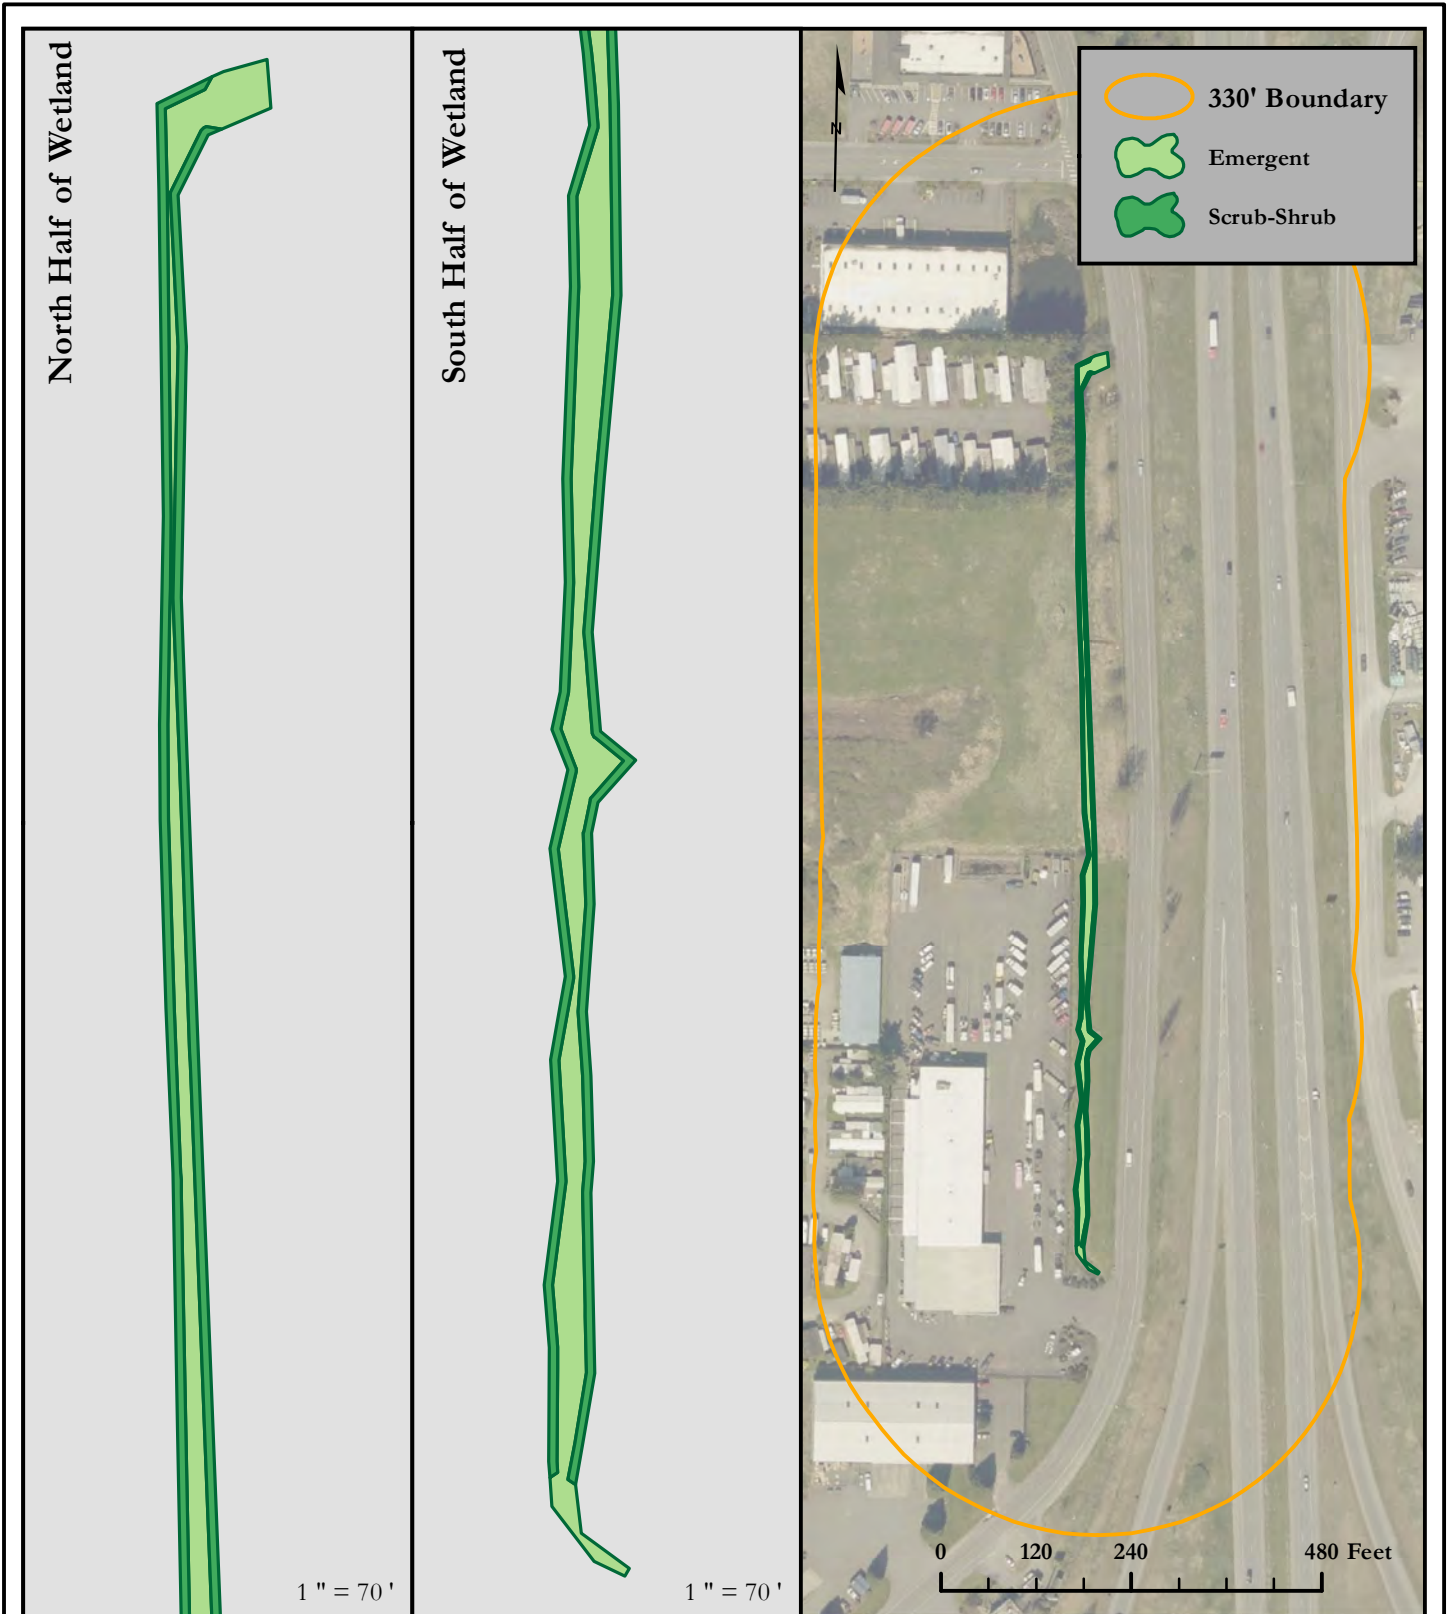 North Half of Wetland
1 " = 70 '
South Half of Wetland
1 " = 70 '
N
330' Boundary
Emergent
Scrub-Shrub
0 120 240 480 Feet